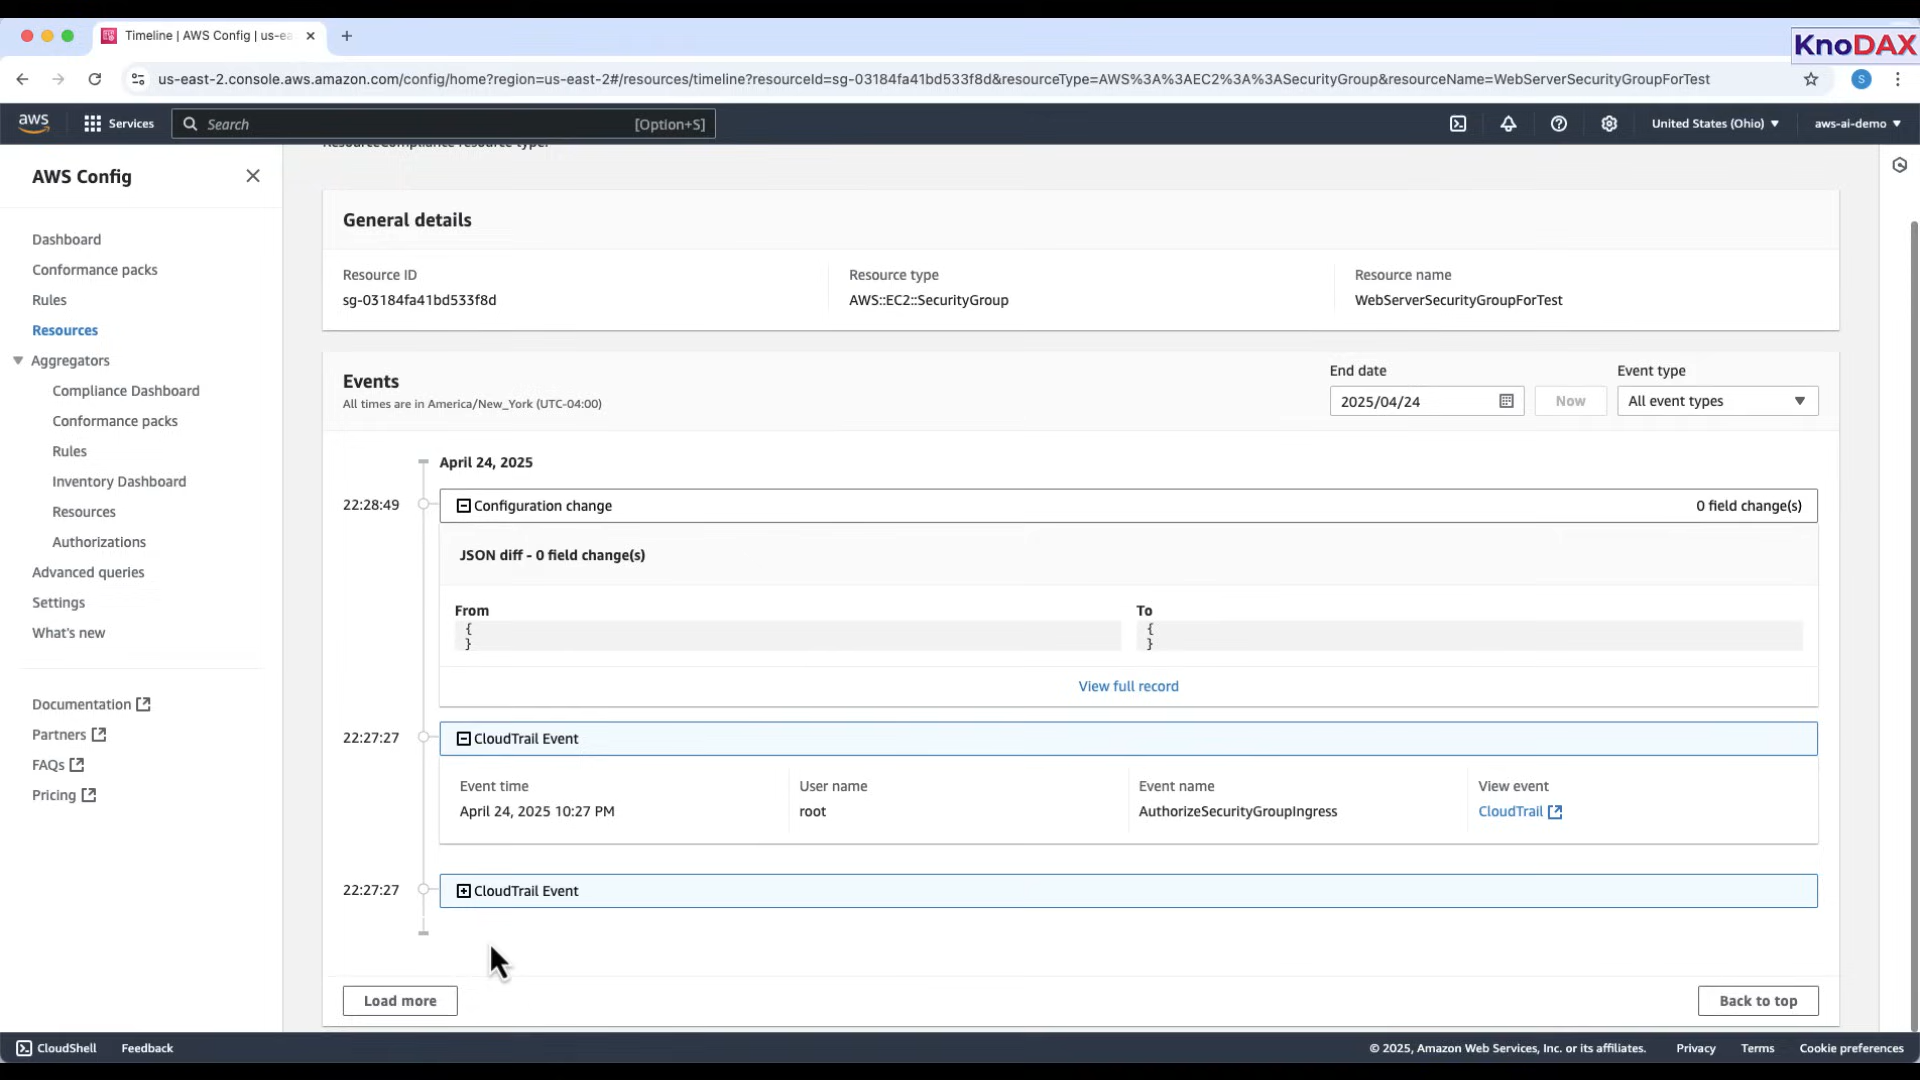 KnoDAX
Timeline | AWS Config | us-ea
us-east-2.console.aws.amazon.com/config/home?region=us-east-2#/resources/timeline?resourceId=sg-03184fa41bd533f8d&resourceType=AWS%3A%3AEC2%3A%3ASecurityGroup&resourceName=WebServerSecurityGroupForTest
S
aws
Services
Search
[Option+S]
United States (Ohio)
aws-ai-demo
AWS Config
Dashboard
Conformance packs
Rules
Resources
Aggregators
Compliance Dashboard
Conformance packs
Rules
Inventory Dashboard
Resources
Authorizations
Advanced queries
Settings
What's new
Documentation
Partners
FAQs
Pricing
ResourceCompliance resource type.
General details
Resource ID
sg-03184fa41bd533f8d
Resource type
AWS::EC2::SecurityGroup
Resource name
WebServerSecurityGroupForTest
Events
All times are in America/New_York (UTC-04:00)
End date
2025/04/24
Now
Event type
All event types
April 24, 2025
22:28:49
Configuration change
0 field change(s)
JSON diff - 0 field change(s)
From
{
}
To
{
}
View full record
22:27:27
CloudTrail Event
Event time
April 24, 2025 10:27 PM
User name
root
Event name
AuthorizeSecurityGroupIngress
View event
CloudTrail
22:27:27
CloudTrail Event
Load more
Back to top
CloudShell
Feedback
© 2025, Amazon Web Services, Inc. or its affiliates.
Privacy
Terms
Cookie preferences